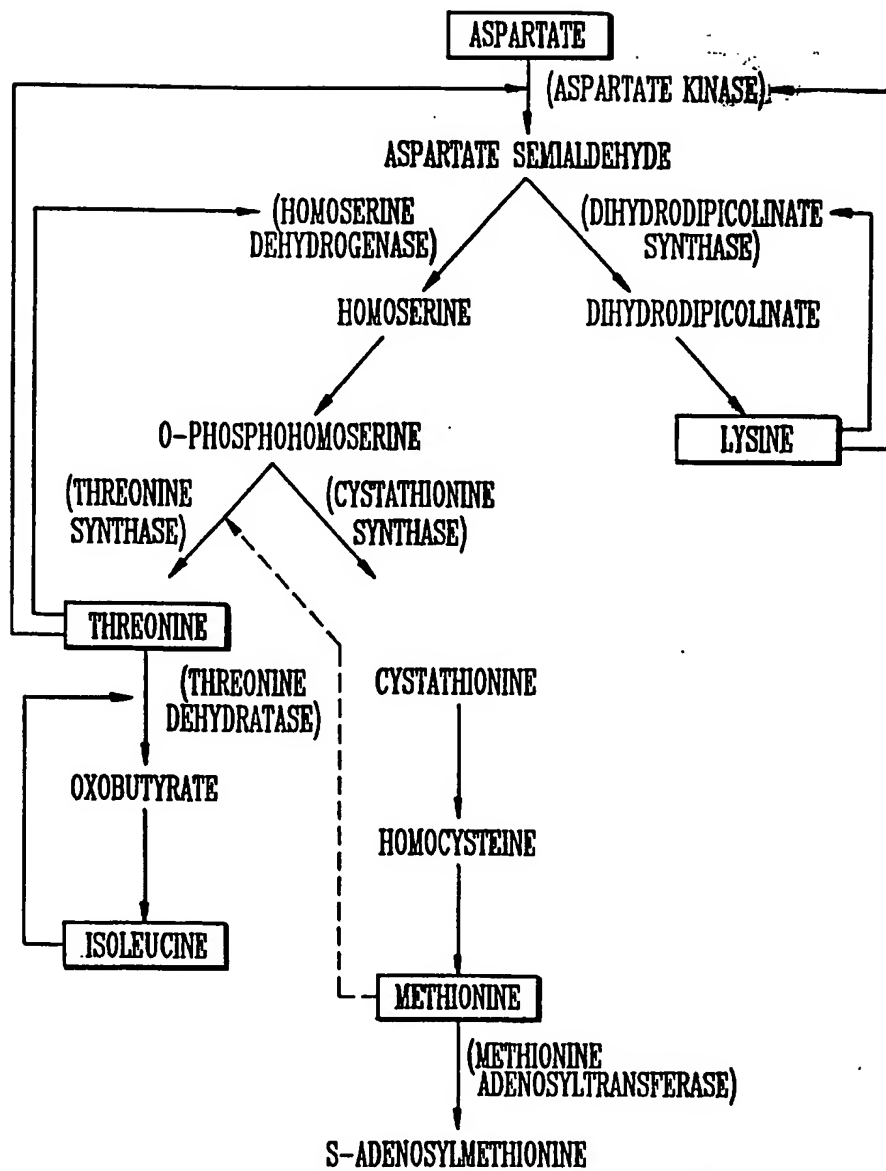 ASPARTATE
(ASPARTATE KINASE)
ASPARTATE SEMIALDEHYDE
(HOMOSERINE
DEHYDROGENASE)
(DIHYDRODIPICOLINATE
SYNTHASE)
HOMOSERINE
DIHYDRODIPICOLINATE
O-PHOSPHOHOMOSERINE
LYSINE
(THREONINE
SYNTHASE)
(CYSTATHIONINE
SYNTHASE)
THREONINE
(THREONINE
DEHYDRATASE)
CYSTATHIONINE
OXOBUTYRATE
HOMOCYSTEINE
ISOLEUCINE
METHIONINE
(METHIONINE
ADENOSYLTRANSFERASE)
S-ADENOSYLMETHIONINE